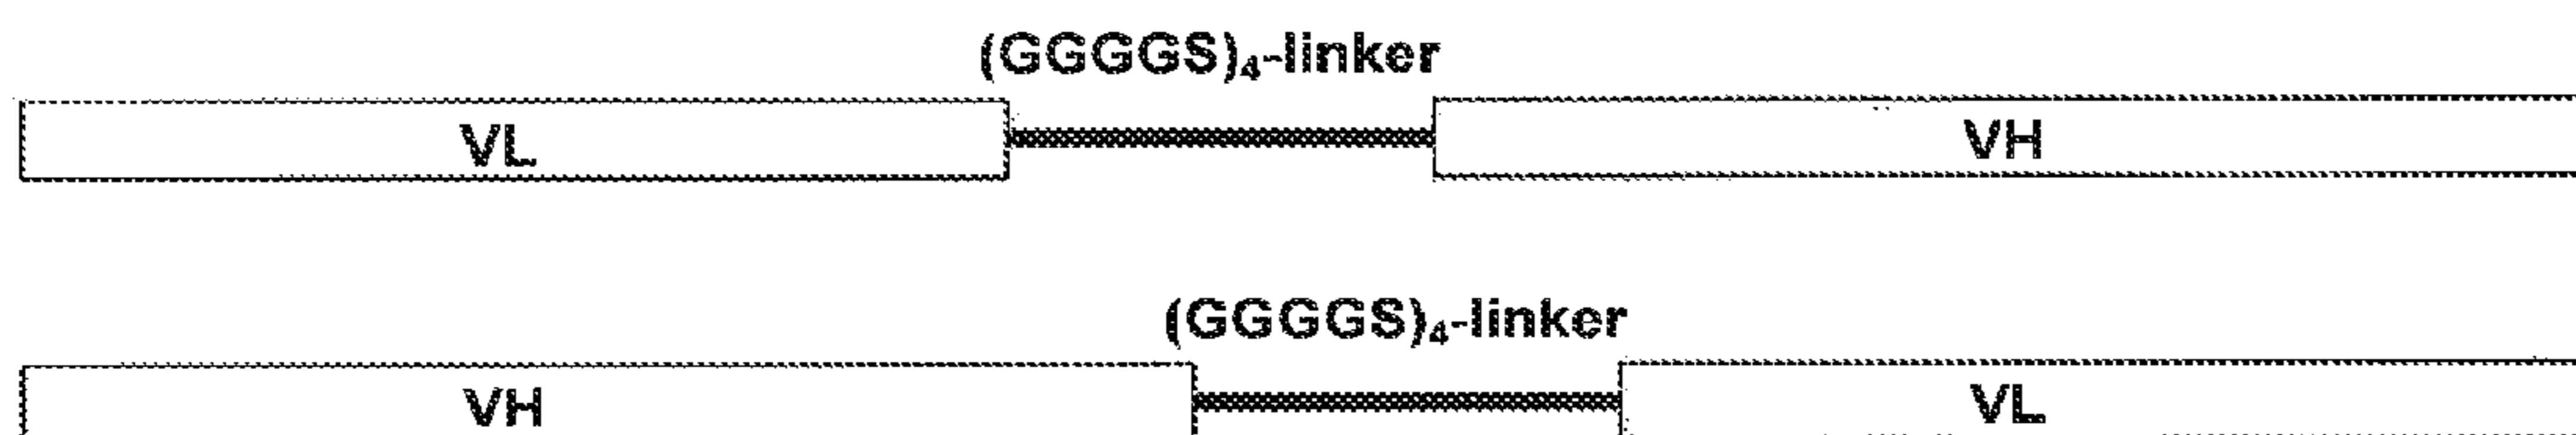 (GGGGS)₄-linker
VL VH
(GGGGS)₄-linker
VH VL